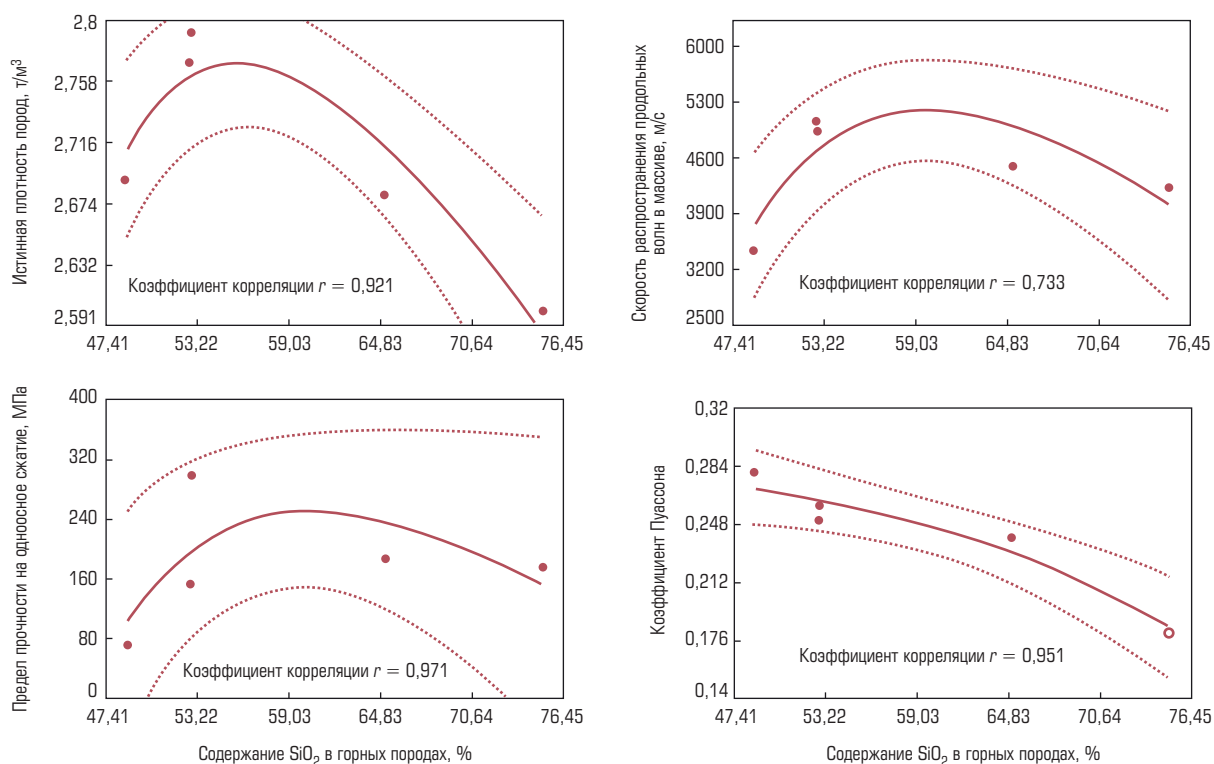 Истинная плотность пород, т/м³
2,8
2,758
2,716
2,674
2,632
2,591
Коэффициент корреляции r = 0,921
47,41 53,22 59,03 64,83 70,64 76,45
Скорость распространения продольных
волн в массиве, м/с
6000
5300
4600
3900
3200
2500
Коэффициент корреляции r = 0,733
47,41 53,22 59,03 64,83 70,64 76,45
Предел прочности на одноосное сжатие, МПа
400
320
240
160
80
0
Коэффициент корреляции r = 0,971
47,41 53,22 59,03 64,83 70,64 76,45
Содержание SiO₂ в горных породах, %
Коэффициент Пуассона
0,32
0,284
0,248
0,212
0,176
0,14
Коэффициент корреляции r = 0,951
47,41 53,22 59,03 64,83 70,64 76,45
Содержание SiO₂ в горных породах, %